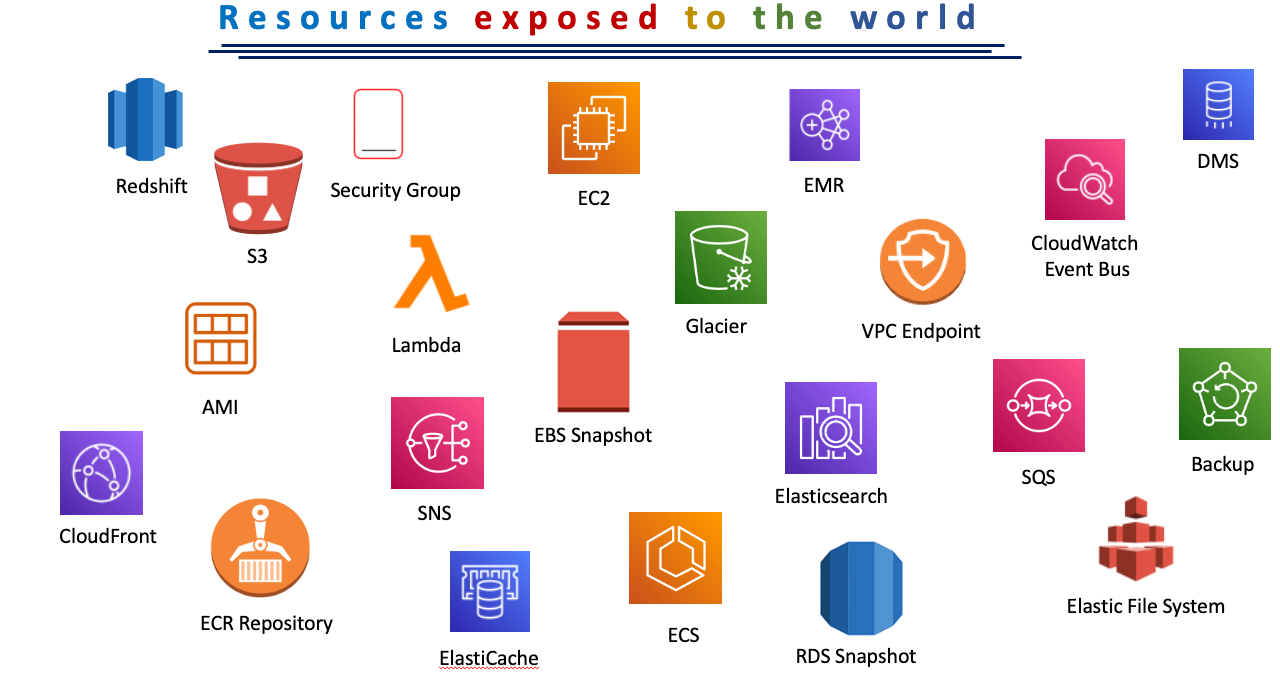 Resources exposed to the world
Redshift
S3
Security Group
EC2
EMR
DMS
CloudWatch
Event Bus
AMI
Lambda
Glacier
VPC Endpoint
EBS Snapshot
CloudFront
SNS
Elasticsearch
SQS
Backup
ECR Repository
ElastiCache
ECS
RDS Snapshot
Elastic File System